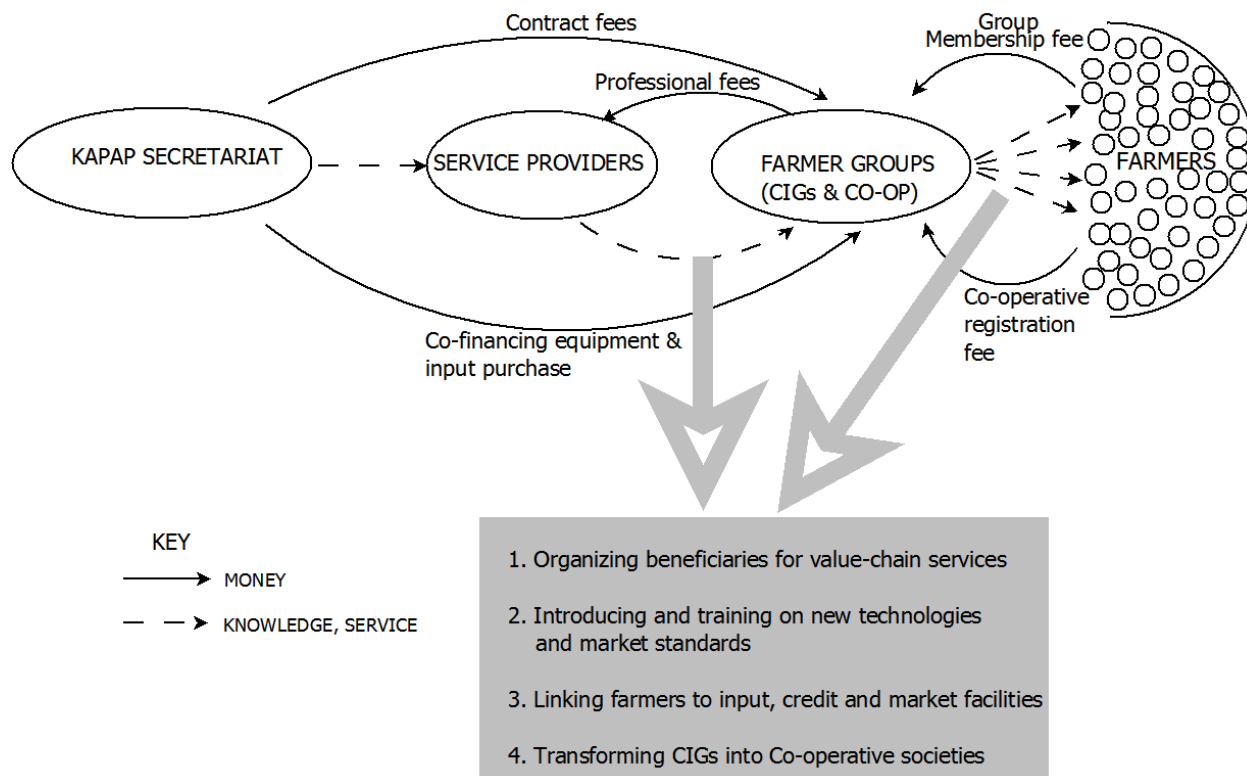 Contract fees
Group
Membership fee
Professional fees
KAPAP SECRETARIAT
SERVICE PROVIDERS
FARMER GROUPS
(CIGs & CO-OP)
FARMERS
Co-operative
registration
fee
Co-financing equipment &
input purchase
KEY
MONEY
KNOWLEDGE, SERVICE
1. Organizing beneficiaries for value-chain services
2. Introducing and training on new technologies
and market standards
3. Linking farmers to input, credit and market facilities
4. Transforming CIGs into Co-operative societies